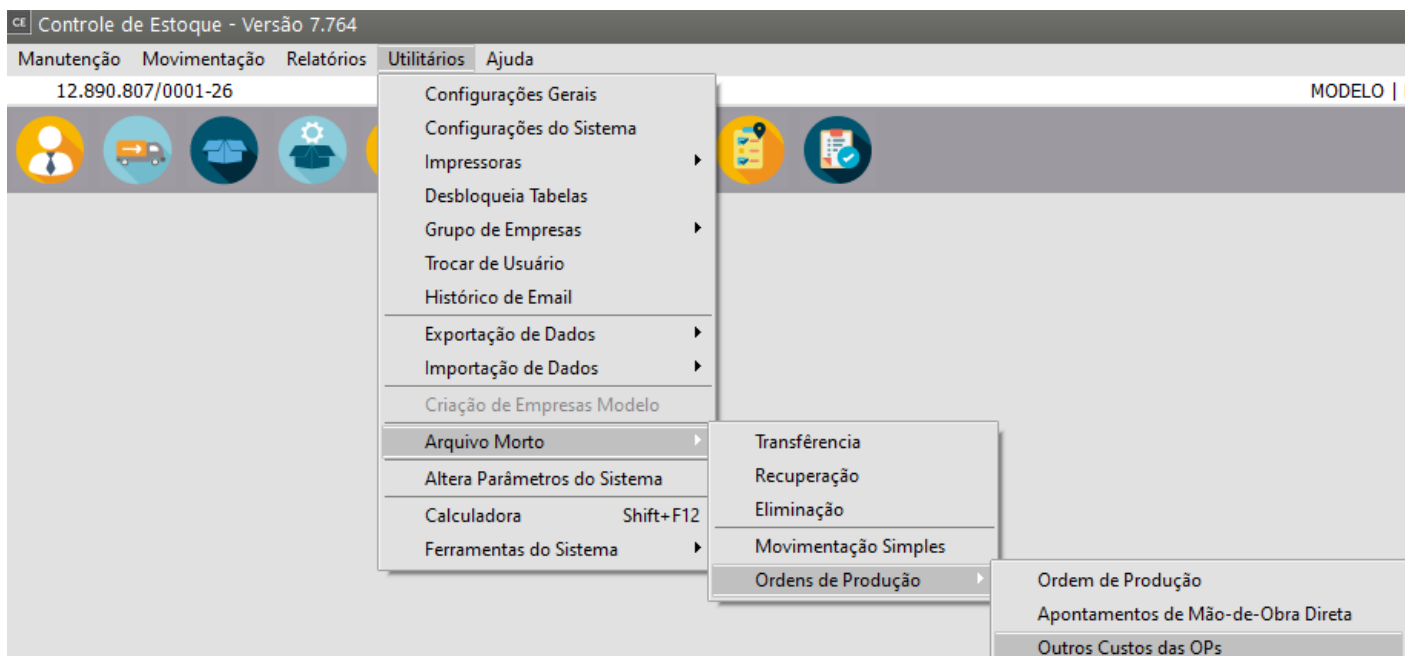 CE Controle de Estoque - Versão 7.764
Manutenção Movimentação Relatórios Utilitários Ajuda
12.890.807/0001-26 MODELO |
Configurações Gerais
Configurações do Sistema
Impressoras
Desbloqueia Tabelas
Grupo de Empresas
Trocar de Usuário
Histórico de Email
Exportação de Dados
Importação de Dados
Criação de Empresas Modelo
Arquivo Morto
Altera Parâmetros do Sistema
Calculadora Shift+F12
Ferramentas do Sistema
Transfêrencia
Recuperação
Eliminação
Movimentação Simples
Ordens de Produção
Ordem de Produção
Apontamentos de Mão-de-Obra Direta
Outros Custos das OPs